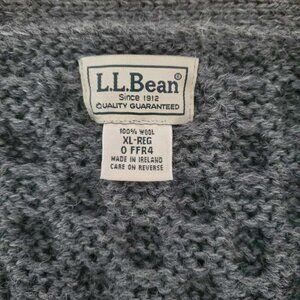 L.L.Bean®
Since 1912
QUALITY GUARANTEED
100% WOOL
XL-REG
0 FFR4
MADE IN IRELAND
CARE ON REVERSE